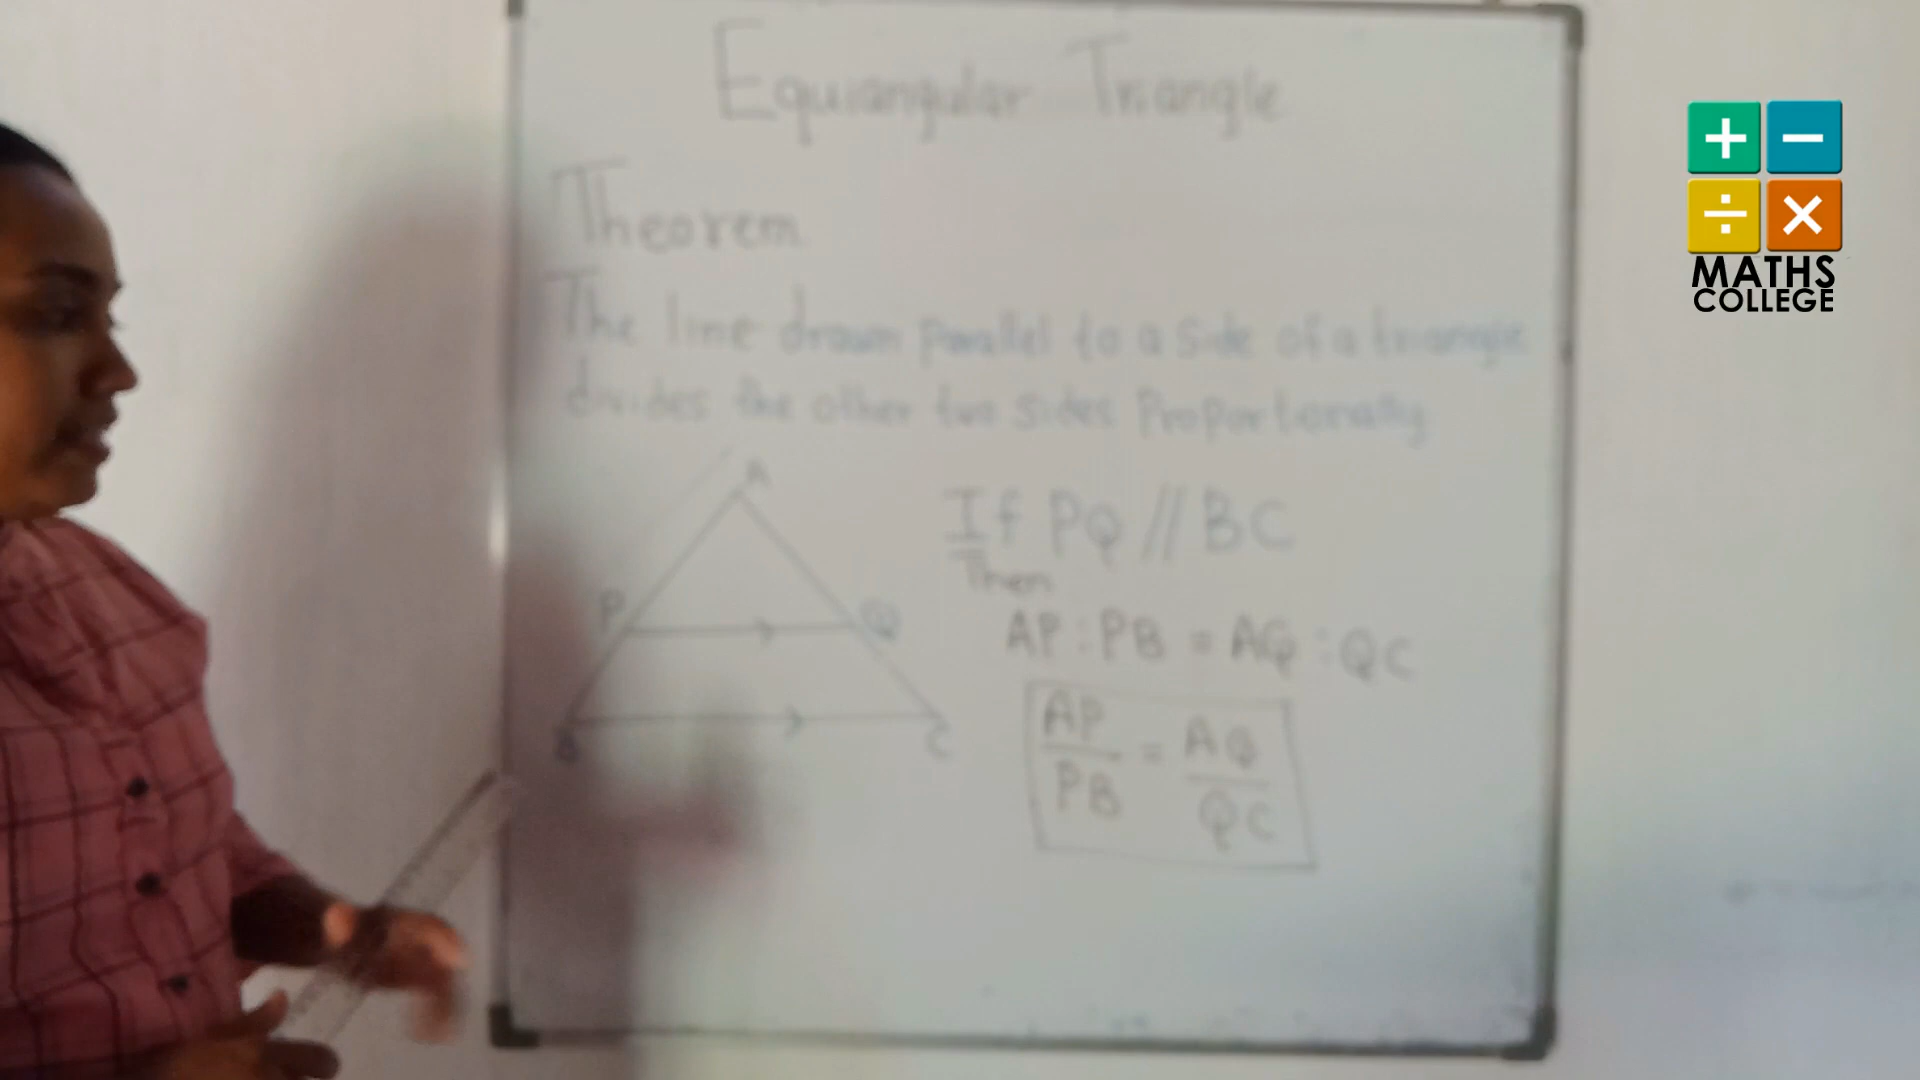 Equiangular Triangle
Theorem
The line drawn parallel to a side of a triangle
divides the other two sides Proportionally
A
P
Q
B
C
If PQ // BC
Then
AP : PB = AQ : QC
AP/PB = AQ/QC
+ −
÷ ×
MATHS
COLLEGE